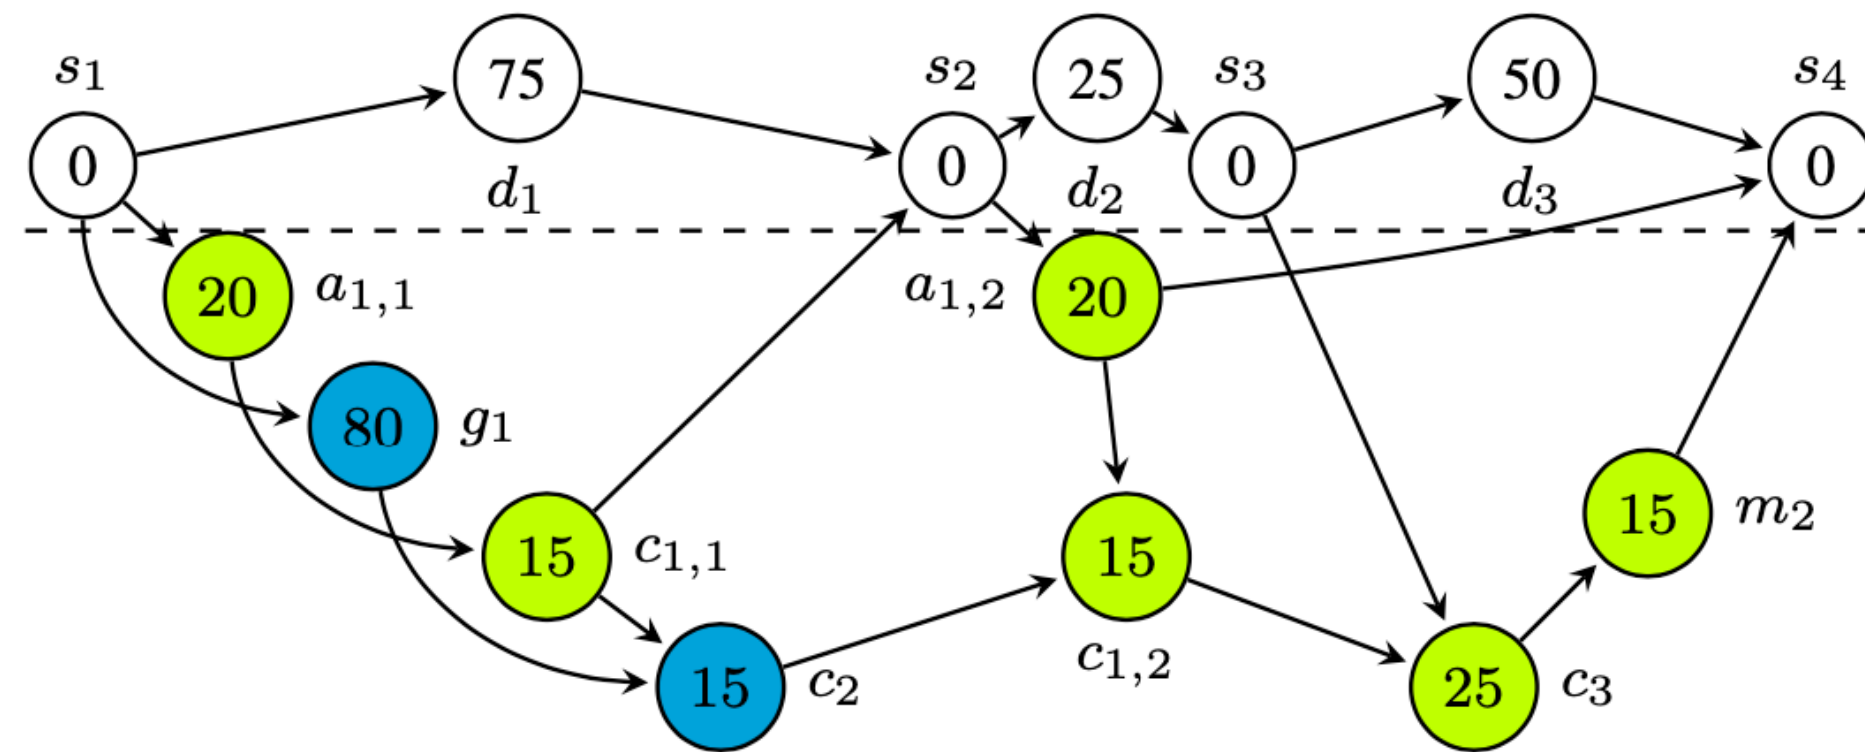 s1 75 s2 25 s3 50 s4
0 0 0 0
d1 d2 d3
20 a1,1 a1,2 20
80 g1
15 c1,1 15 15 m2
15 c2 c1,2 25 c3